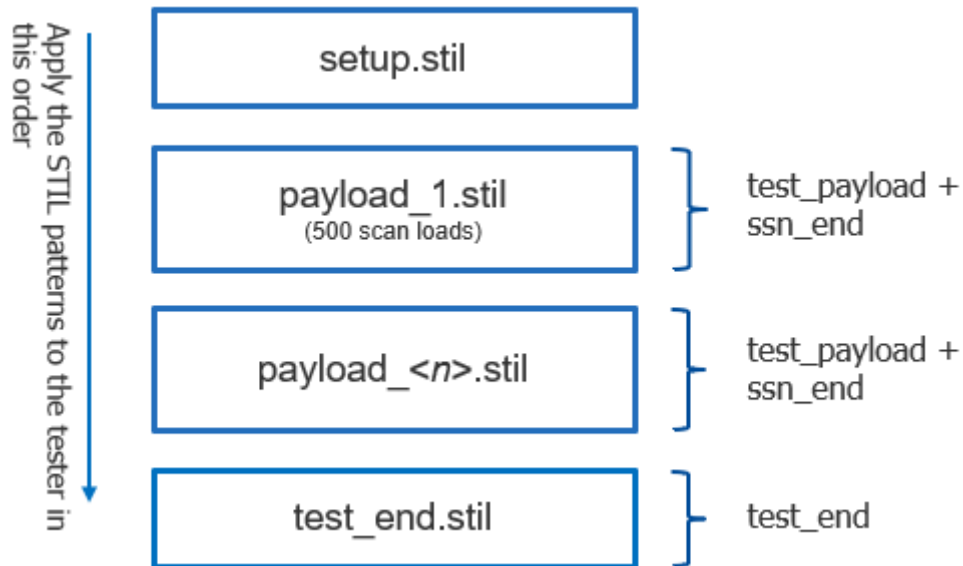 Apply the STIL patterns to the tester in
this order
setup.stil
payload_1.stil
(500 scan loads)
test_payload +
ssn_end
payload_<n>.stil
test_payload +
ssn_end
test_end.stil
test_end